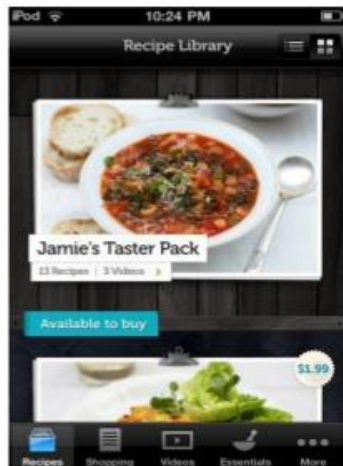 iPod 10:24 PM
Recipe Library
Jamie's Taster Pack
13 Recipes | 3 Videos >
Available to buy
$1.99
Recipes Shopping Videos Essentials More